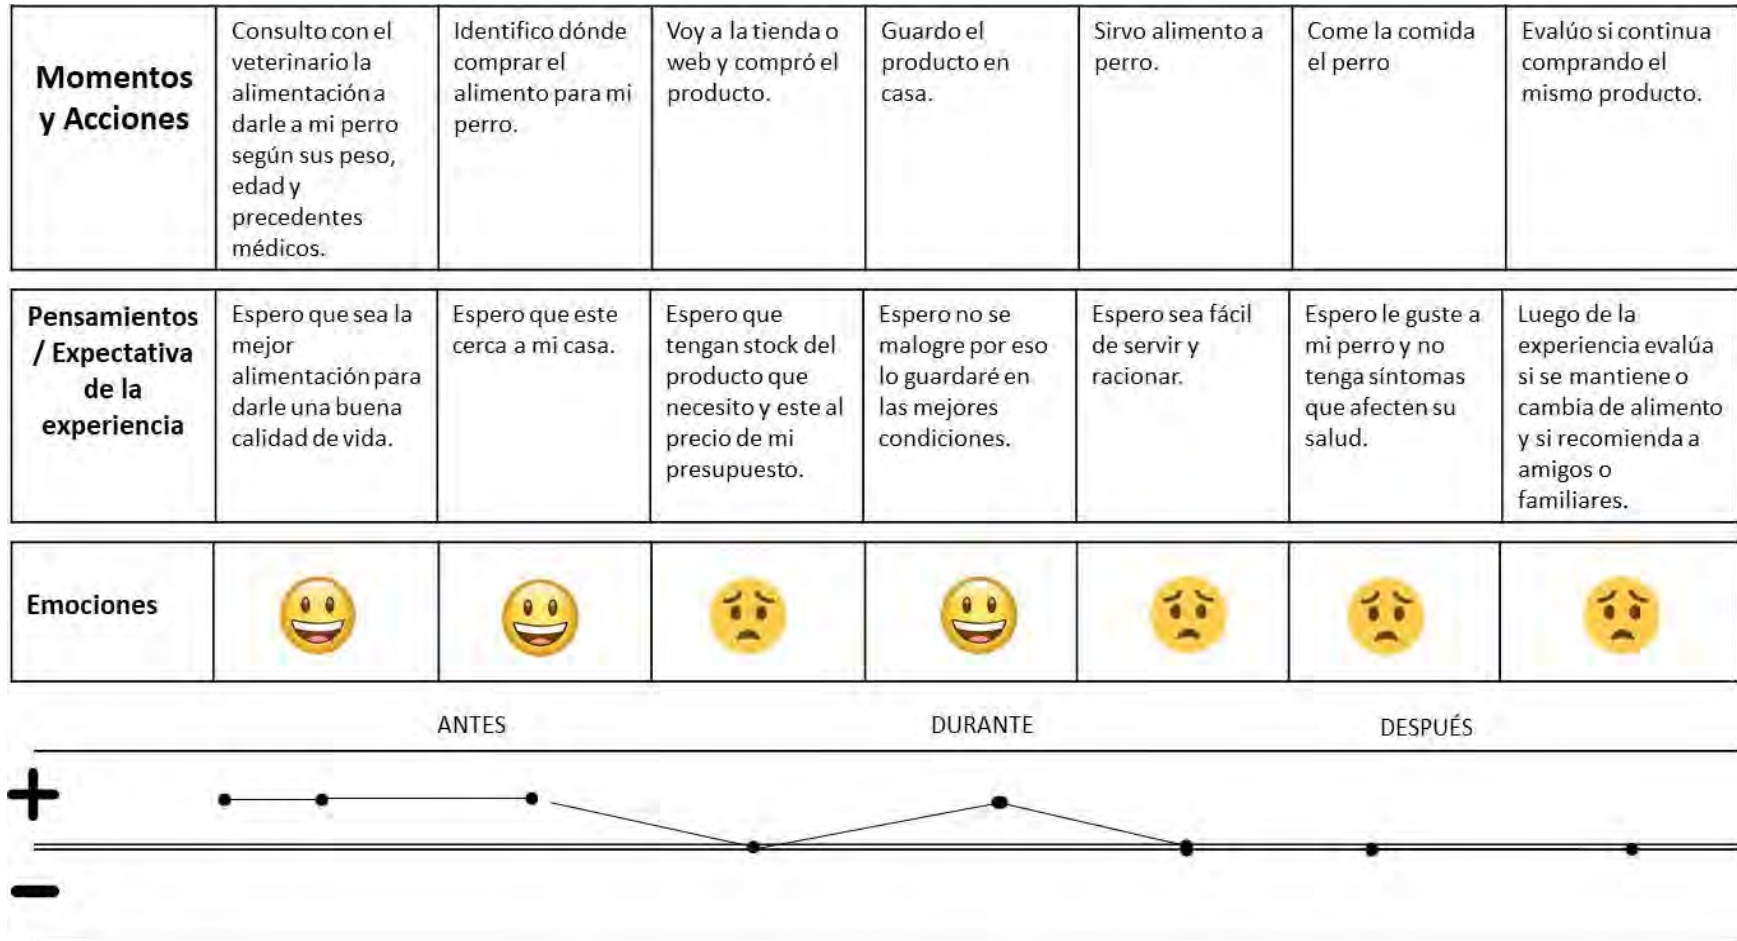 Momentos
y Acciones
Consulto con el
veterinario la
alimentación a
darle a mi perro
según sus peso,
edad y
precedentes
médicos.
Identifico dónde
comprar el
alimento para mi
perro.
Voy a la tienda o
web y compró el
producto.
Guardo el
producto en
casa.
Sirvo alimento a
perro.
Come la comida
el perro
Evalúo si continua
comprando el
mismo producto.
Pensamientos
/ Expectativa
de la
experiencia
Espero que sea la
mejor
alimentación para
darle una buena
calidad de vida.
Espero que este
cerca a mi casa.
Espero que
tengan stock del
producto que
necesito y este al
precio de mi
presupuesto.
Espero no se
malogre por eso
lo guardaré en
las mejores
condiciones.
Espero sea fácil
de servir y
racionar.
Espero le guste a
mi perro y no
tenga síntomas
que afecten su
salud.
Luego de la
experiencia evalúa
si se mantiene o
cambia de alimento
y si recomienda a
amigos o
familiares.
Emociones
ANTES
DURANTE
DESPUÉS
+
-